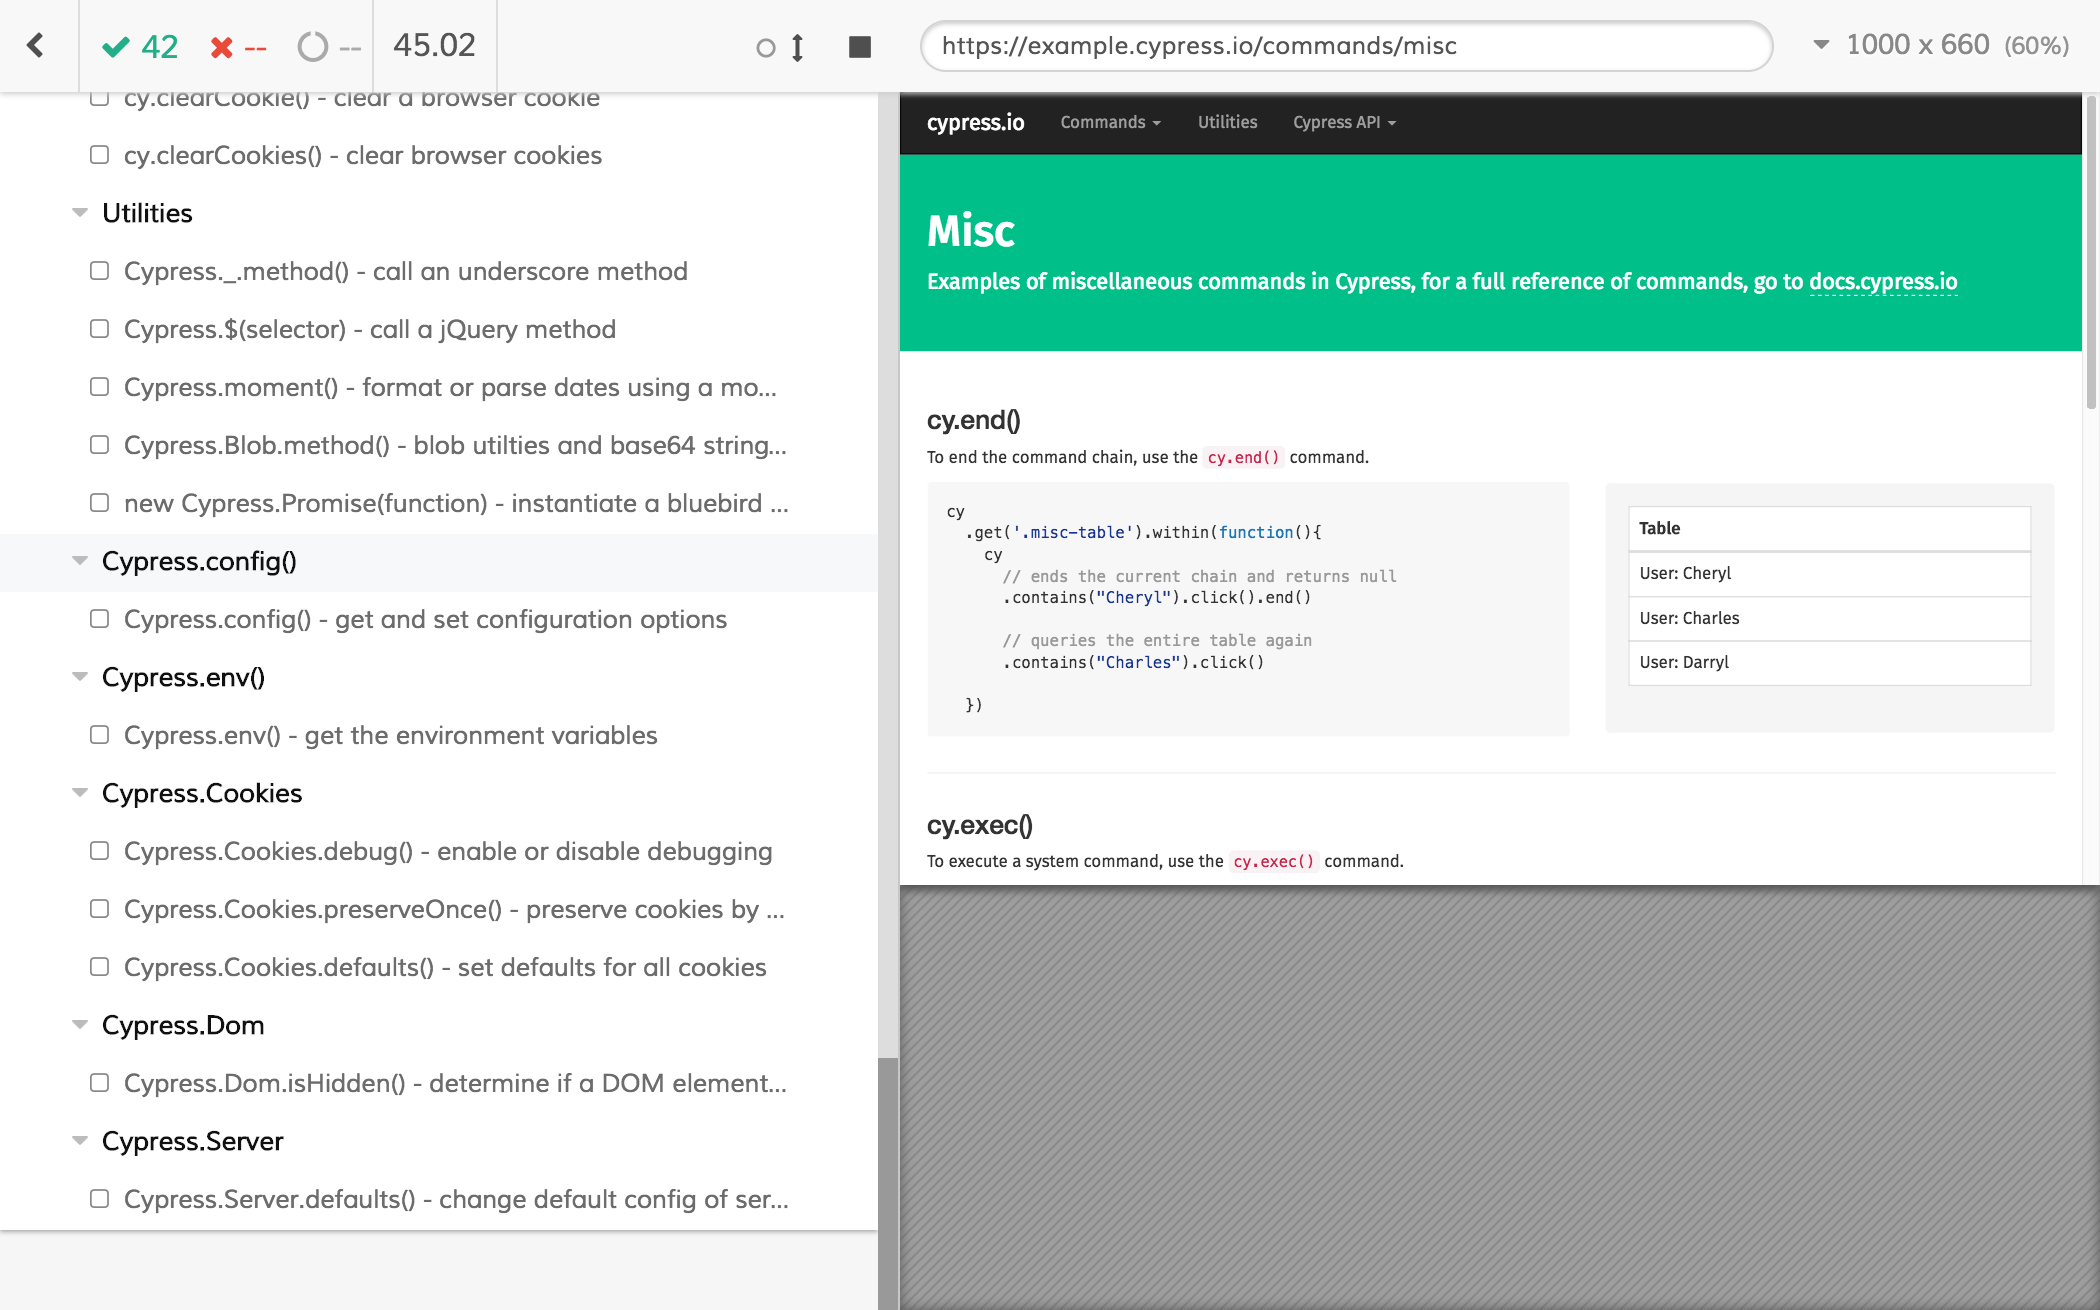 42 -- -- 45.02
https://example.cypress.io/commands/misc
1000 x 660 (60%)
cy.clearCookie() - clear a browser cookie
cy.clearCookies() - clear browser cookies
Utilities
Cypress._.method() - call an underscore method
Cypress.$(selector) - call a jQuery method
Cypress.moment() - format or parse dates using a mo...
Cypress.Blob.method() - blob utilties and base64 string...
new Cypress.Promise(function) - instantiate a bluebird ...
Cypress.config()
Cypress.config() - get and set configuration options
Cypress.env()
Cypress.env() - get the environment variables
Cypress.Cookies
Cypress.Cookies.debug() - enable or disable debugging
Cypress.Cookies.preserveOnce() - preserve cookies by ...
Cypress.Cookies.defaults() - set defaults for all cookies
Cypress.Dom
Cypress.Dom.isHidden() - determine if a DOM element...
Cypress.Server
Cypress.Server.defaults() - change default config of ser...
cypress.io Commands Utilities Cypress API
Misc
Examples of miscellaneous commands in Cypress, for a full reference of commands, go to docs.cypress.io
cy.end()
To end the command chain, use the cy.end() command.
cy
.get('.misc-table').within(function(){
cy
// ends the current chain and returns null
.contains("Cheryl").click().end()
// queries the entire table again
.contains("Charles").click()
})
Table
User: Cheryl
User: Charles
User: Darryl
cy.exec()
To execute a system command, use the cy.exec() command.